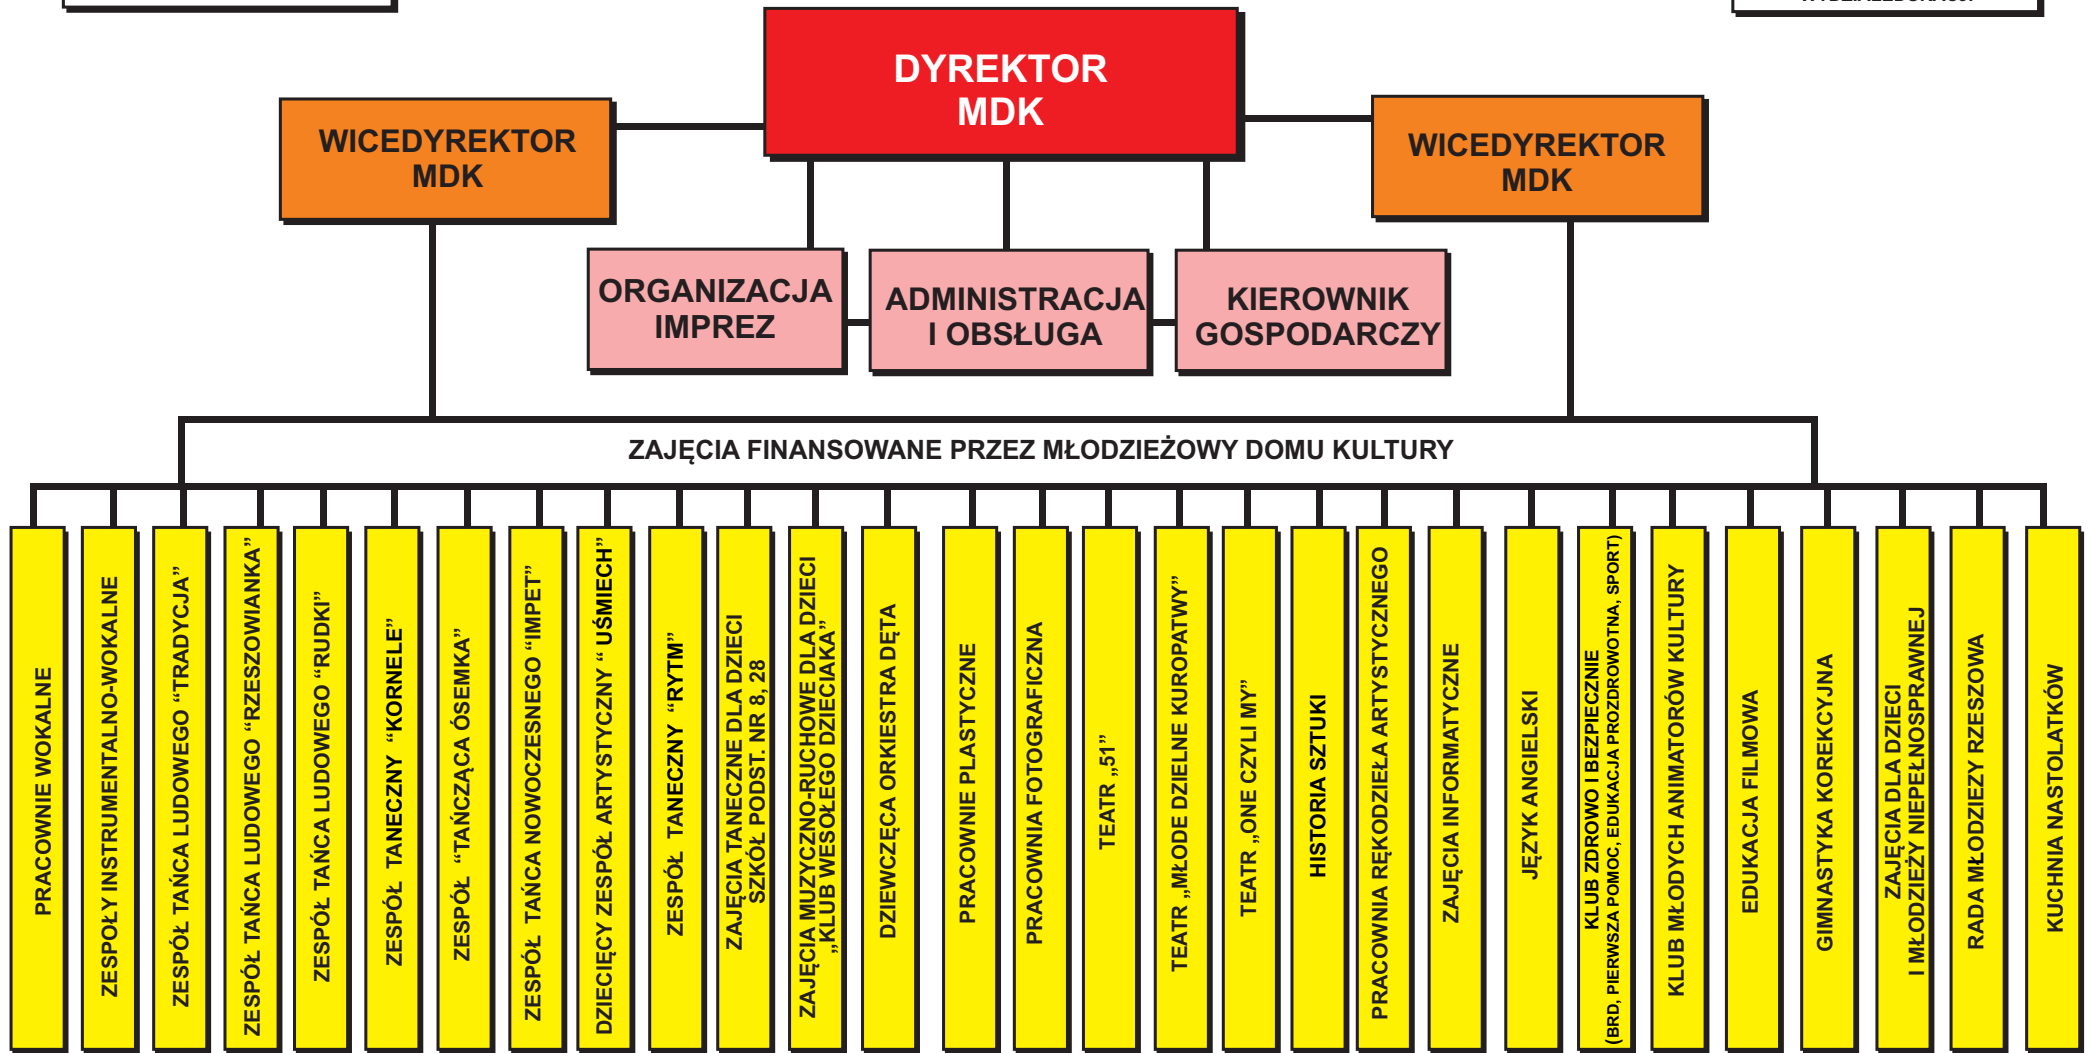 DYREKTOR
MDK
WICEDYREKTOR
MDK
WICEDYREKTOR
MDK
ORGANIZACJA
IMPREZ
ADMINISTRACJA
I OBSŁUGA
KIEROWNIK
GOSPODARCZY
ZAJĘCIA FINANSOWANE PRZEZ MŁODZIEŻOWY DOMU KULTURY
PRACOWNIE WOKALNE
ZESPOŁY INSTRUMENTALNO-WOKALNE
ZESPÓŁ TAŃCA LUDOWEGO “TRADYCJA”
ZESPÓŁ TAŃCA LUDOWEGO “RZESZOWIANKA”
ZESPÓŁ TAŃCA LUDOWEGO “RUDKI”
ZESPÓŁ TANECZNY “KORNELE”
ZESPÓŁ “TAŃCZĄCA ÓSEMKA”
ZESPÓŁ TAŃCA NOWOCZESNEGO “IMPET”
DZIECIĘCY ZESPÓŁ ARTYSTYCZNY “ UŚMIECH”
ZESPÓŁ TANECZNY “RYTM”
ZAJĘCIA TANECZNE DLA DZIECI
SZKÓŁ PODST. NR 8, 28
ZAJĘCIA MUZYCZNO-RUCHOWE DLA DZIECI
„KLUB WESOŁEGO DZIECIAKA”
DZIEWCZĘCA ORKIESTRA DĘTA
PRACOWNIE PLASTYCZNE
PRACOWNIA FOTOGRAFICZNA
TEATR „51”
TEATR „MŁODE DZIELNE KUROPATWY”
TEATR „ONE CZYLI MY”
HISTORIA SZTUKI
PRACOWNIA RĘKODZIEŁA ARTYSTYCZNEGO
ZAJĘCIA INFORMATYCZNE
JĘZYK ANGIELSKI
KLUB ZDROWO I BEZPIECZNIE
(BRD, PIERWSZA POMOC, EDUKACJA PROZDROWOTNA, SPORT)
KLUB MŁODYCH ANIMATORÓW KULTURY
EDUKACJA FILMOWA
GIMNASTYKA KOREKCYJNA
ZAJĘCIA DLA DZIECI
I MŁODZIEŻY NIEPEŁNOSPRAWNEJ
RADA MŁODZIEZY RZESZOWA
KUCHNIA NASTOLATKÓW